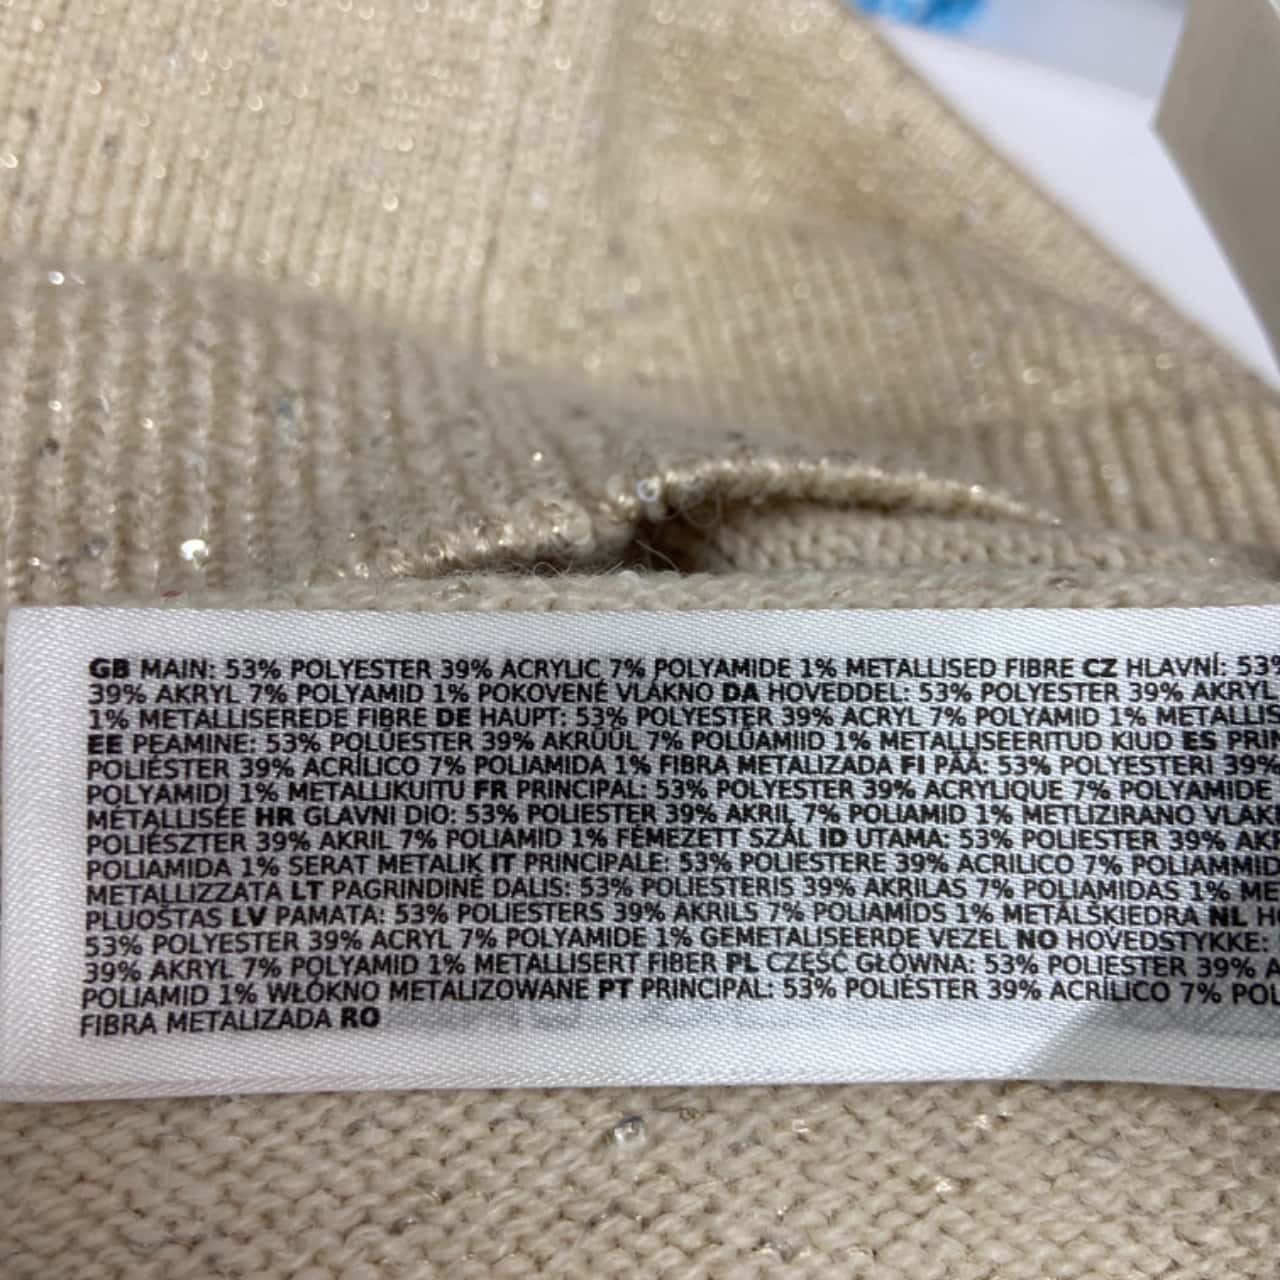 GB MAIN: 53% POLYESTER 39% ACRYLIC 7% POLYAMIDE 1% METALLISED FIBRE CZ HLAVNÍ: 53%
39% AKRYL 7% POLYAMID 1% POKOVENÉ VLÁKNO DA HOVEDDEL: 53% POLYESTER 39% AKRYL
1% METALLISEREDE FIBRE DE HAUPT: 53% POLYESTER 39% ACRYL 7% POLYAMID 1% METALLIS
EE PEAMINE: 53% POLÜESTER 39% AKRÜÜL 7% POLÜAMIID 1% METALLISEERITUD KIUD ES PRIN
POLIÉSTER 39% ACRÍLICO 7% POLIAMIDA 1% FIBRA METALIZADA FI PÄÄ: 53% POLYESTERI 39%
POLYAMIDI 1% METALLIKUITU FR PRINCIPAL: 53% POLYESTER 39% ACRYLIQUE 7% POLYAMIDE
MÉTALLISÉE HR GLAVNI DIO: 53% POLIESTER 39% AKRIL 7% POLIAMID 1% METLIZIRANO VLAK
POLIÉSZTER 39% AKRIL 7% POLIAMID 1% FÉMEZETT SZÁL ID UTAMA: 53% POLIESTER 39% AKR
POLIAMIDA 1% SERAT METALIK IT PRINCIPALE: 53% POLIESTERE 39% ACRILICO 7% POLIAMMID
METALLIZZATA LT PAGRINDINĖ DALIS: 53% POLIESTERIS 39% AKRILAS 7% POLIAMIDAS 1% ME
PLUOŠTAS LV PAMATA: 53% POLIESTERS 39% AKRILS 7% POLIAMĪDS 1% METĀLSKIEDRA NL H
53% POLYESTER 39% ACRYL 7% POLYAMIDE 1% GEMETALISEERDE VEZEL NO HOVEDSTYKKE:
39% AKRYL 7% POLYAMID 1% METALLISERT FIBER PL CZĘŚĆ GŁÓWNA: 53% POLIESTER 39% A
POLIAMID 1% WŁÓKNO METALIZOWANE PT PRINCIPAL: 53% POLIÉSTER 39% ACRÍLICO 7% POL
FIBRA METALIZADA RO